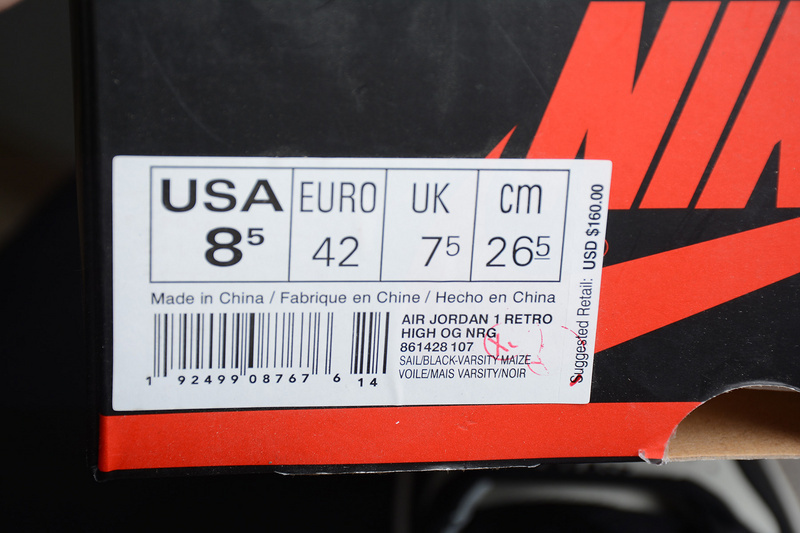 NIK
USA EURO UK cm
8⁵ 42 7⁵ 26⁵
Made in China / Fabrique en Chine / Hecho en China
AIR JORDAN 1 RETRO
HIGH OG NRG
861428 107
SAIL/BLACK-VARSITY MAIZE
VOILE/MAIS VARSITY/NOIR
1 92499 08767 6 14
Suggested Retail: USD $160.00